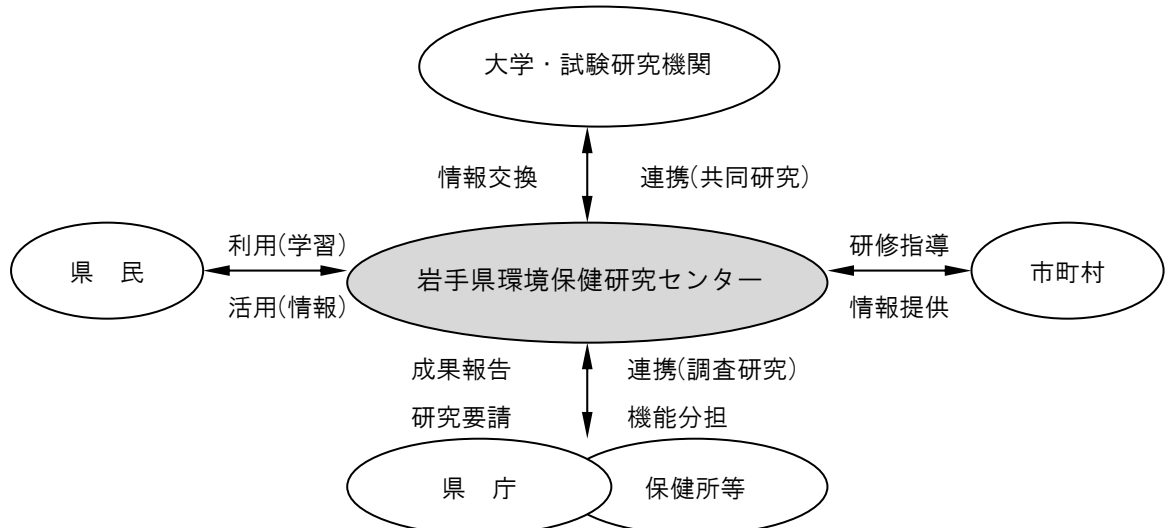 大学・試験研究機関
情報交換 連携(共同研究)
利用(学習) 研修指導
県　民 岩手県環境保健研究センター 市町村
活用(情報) 情報提供
成果報告 連携(調査研究)
研究要請 機能分担
県　庁 保健所等